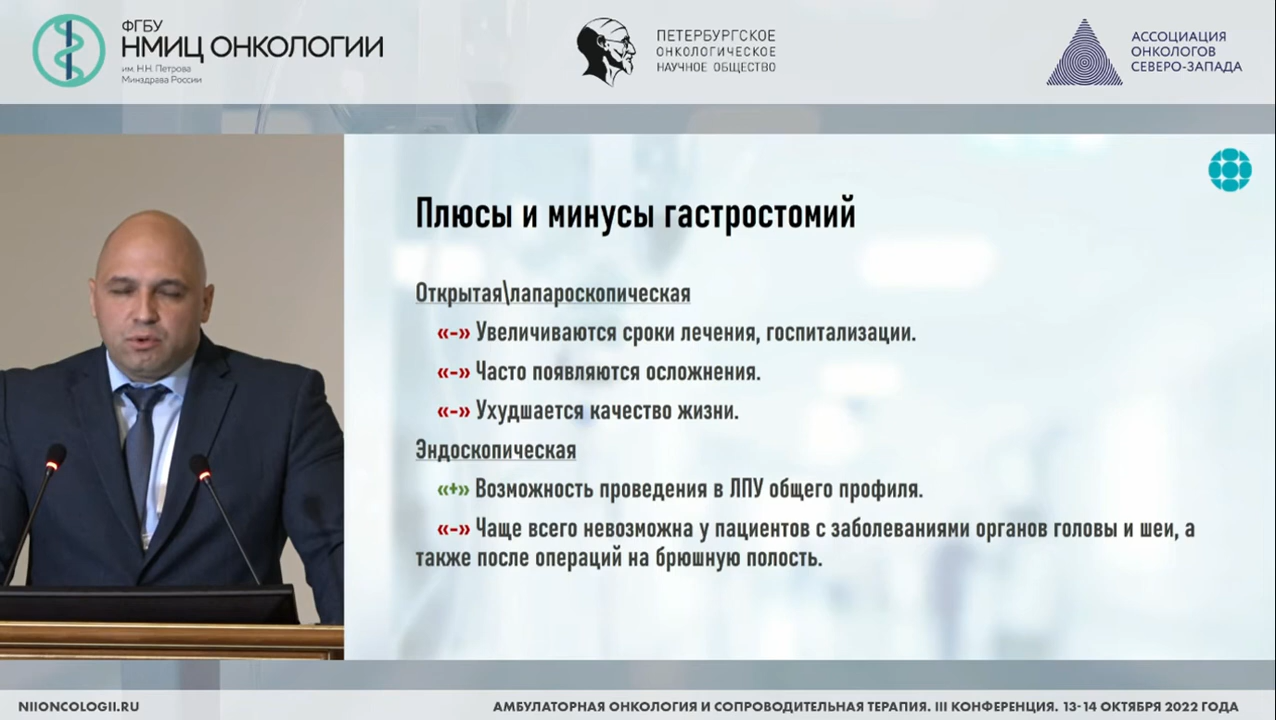 ФГБУ
НМИЦ ОНКОЛОГИИ
им. Н.Н. Петрова
Минздрава России
ПЕТЕРБУРГСКОЕ
ОНКОЛОГИЧЕСКОЕ
НАУЧНОЕ ОБЩЕСТВО
АССОЦИАЦИЯ
ОНКОЛОГОВ
СЕВЕРО-ЗАПАДА
Плюсы и минусы гастростомий
Открытая\лапароскопическая
«-» Увеличиваются сроки лечения, госпитализации.
«-» Часто появляются осложнения.
«-» Ухудшается качество жизни.
Эндоскопическая
«+» Возможность проведения в ЛПУ общего профиля.
«-» Чаще всего невозможна у пациентов с заболеваниями органов головы и шеи, а
также после операций на брюшную полость.
NIIONCOLOGII.RU
АМБУЛАТОРНАЯ ОНКОЛОГИЯ И СОПРОВОДИТЕЛЬНАЯ ТЕРАПИЯ. III КОНФЕРЕНЦИЯ. 13-14 ОКТЯБРЯ 2022 ГОДА